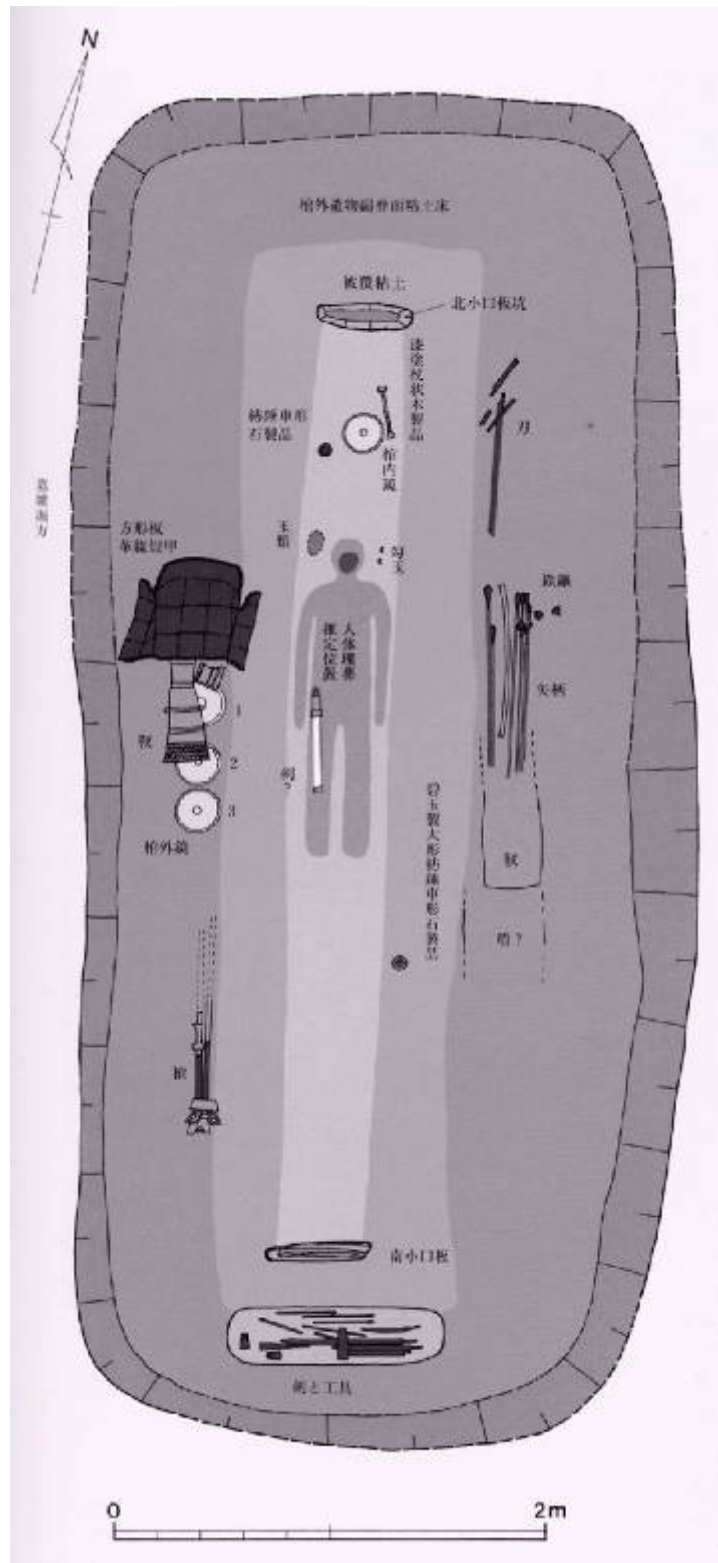 N
棺外遺物副葬面粘土床
被覆粘土
北小口板坑
漆塗杖状木製品
紡錘車形
石製品
棺内鏡
刀
玉類
勾玉
方形板
革綴短甲
鉄鏃
人体埋葬
推定位置
矢柄
靫
1
2
3
棺外鏡
碧玉製大形紡錘車形石製品
靫
盾?
槍
南小口板
剣と工具
0
2m